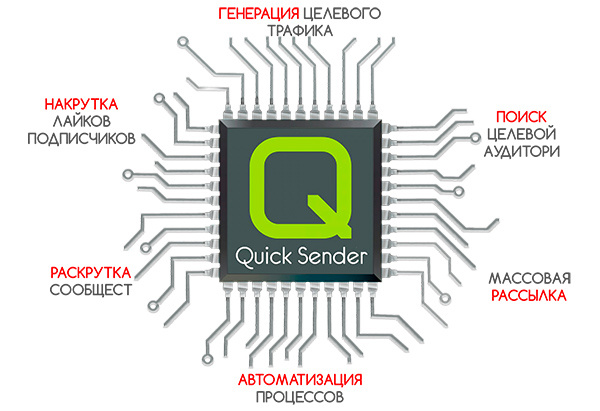 ГЕНЕРАЦИЯ ЦЕЛЕВОГО
ТРАФИКА
НАКРУТКА
ЛАЙКОВ
ПОДПИСЧИКОВ
ПОИСК
ЦЕЛЕВОЙ
АУДИТОРИ
Quick Sender
РАСКРУТКА
СООБЩЕСТ
МАССОВАЯ
РАССЫЛКА
АВТОМАТИЗАЦИЯ
ПРОЦЕССОВ